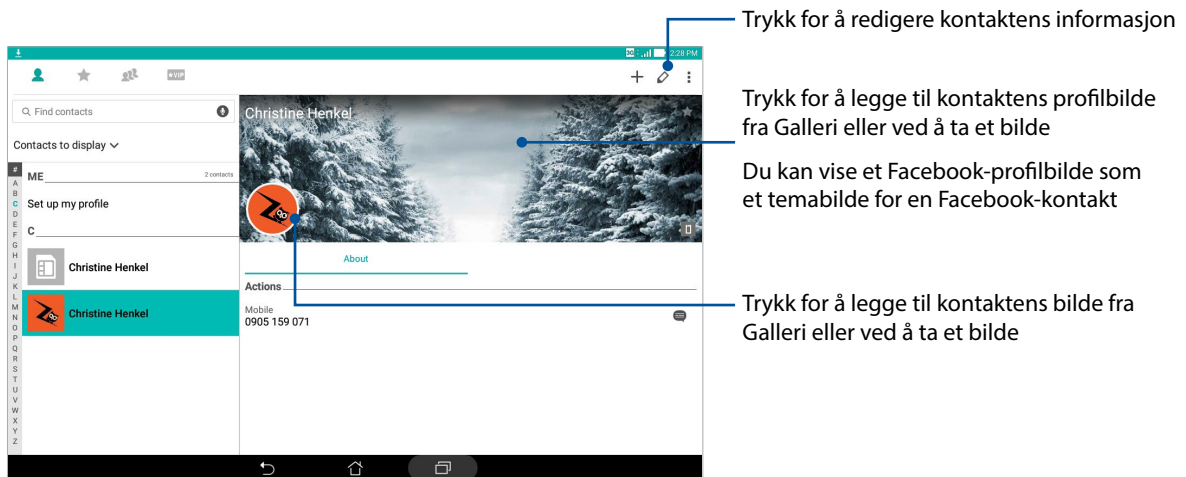 Trykk for å redigere kontaktens informasjon
3G 2:28 PM
VIP
Find contacts
Christine Henkel
Trykk for å legge til kontaktens profilbilde
fra Galleri eller ved å ta et bilde
Contacts to display
Du kan vise et Facebook-profilbilde som
et temabilde for en Facebook-kontakt
#
A
B
C
D
E
F
G
H
I
J
K
L
M
N
O
P
Q
R
S
T
U
V
W
X
Y
Z
ME 2 contacts
Set up my profile
C
Christine Henkel
Christine Henkel
About
Actions
Mobile
0905 159 071
Trykk for å legge til kontaktens bilde fra
Galleri eller ved å ta et bilde